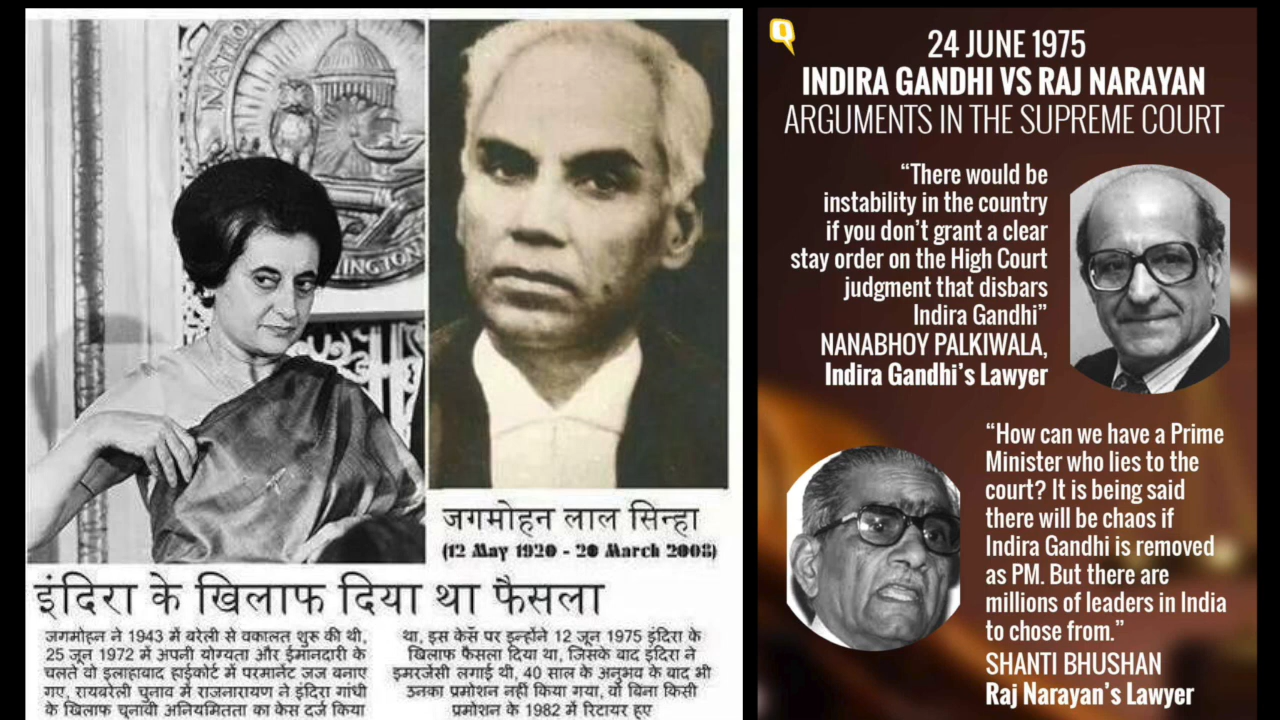 NATIO
NGTON
जगमोहन लाल सिन्हा
(12 May 1920 - 20 March 2008)
इंदिरा के खिलाफ दिया था फैसला
जगमोहन ने 1943 में बरेली से वकालत शुरू की थी,
25 जून 1972 में अपनी योग्यता और ईमानदारी के
चलते वो इलाहाबाद हाईकोर्ट में परमानेंट जज बनाए
गए, रायबरेली चुनाव में राजनारायण ने इंदिरा गांधी
के खिलाफ चुनावी अनियमितता का केस दर्ज किया
था, इस केस पर इन्होंने 12 जून 1975 इंदिरा के
खिलाफ फैसला दिया था, जिसके बाद इंदिरा ने
इमरजेंसी लगाई थी, 40 साल के अनुभव के बाद भी
उनका प्रमोशन नहीं किया गया, वो बिना किसी
प्रमोशन के 1982 में रिटायर हुए
Q
24 JUNE 1975
INDIRA GANDHI VS RAJ NARAYAN
ARGUMENTS IN THE SUPREME COURT
“There would be
instability in the country
if you don’t grant a clear
stay order on the High Court
judgment that disbars
Indira Gandhi”
NANABHOY PALKIWALA,
Indira Gandhi’s Lawyer
“How can we have a Prime
Minister who lies to the
court? It is being said
there will be chaos if
Indira Gandhi is removed
as PM. But there are
millions of leaders in India
to chose from.”
SHANTI BHUSHAN
Raj Narayan’s Lawyer